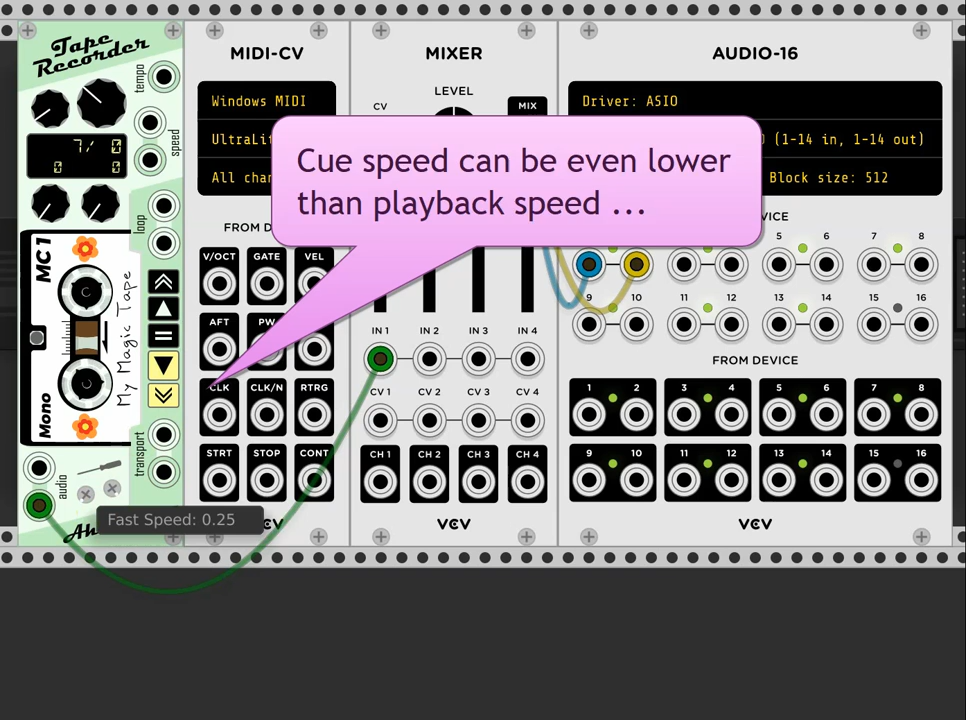 Tape
Recorder
tempo
speed
7/ 0
0 0
loop
MC 1
My Magic Tape
Mono
transport
audio
Fast Speed: 0.25
MIDI-CV
Windows MIDI
All
FROM
V/OCT GATE VEL
AFT PW
CLK CLK/N RTRG
STRT STOP CONT
MIXER
LEVEL
CV MIX
Cue speed can be even lower
than playback speed ...
IN 1 IN 2 IN 3 IN 4
CV 1 CV 2 CV 3 CV 4
CH 1 CH 2 CH 3 CH 4
VCV
AUDIO-16
Driver: ASIO
(1-14 in, 1-14 out)
Block size: 512
5 6 7 8
9 10 11 12 13 14 15 16
FROM DEVICE
1 2 3 4 5 6 7 8
9 10 11 12 13 14 15 16
VCV